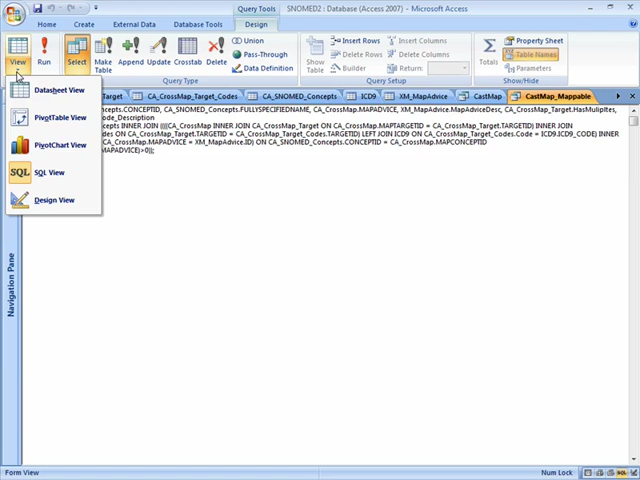 Query Tools
SNOMED2 : Database (Access 2007) - Microsoft Access
Home
Create
External Data
Database Tools
Design
View
Run
Select
Make
Table
Append
Update
Crosstab
Delete
Union
Pass-Through
Data Definition
Query Type
Show
Table
Insert Rows
Delete Rows
Builder
Insert Columns
Delete Columns
Return:
Query Setup
Totals
Property Sheet
Table Names
Parameters
Show/Hide
Target
CA_CrossMap_Target_Codes
CA_SNOMED_Concepts
ICD9
XM_MapAdvice
CastMap
CastMap_Mappable
Datasheet View
PivotTable View
PivotChart View
SQL SQL View
Design View
cepts.CONCEPTID, CA_SNOMED_Concepts.FULLYSPECIFIEDNAME, CA_CrossMap.MAPADVICE, XM_MapAdvice.MapAdviceDesc, CA_CrossMap_Target.HasMulipltes,
ode_Description
cepts INNER JOIN ((((CA_CrossMap INNER JOIN CA_CrossMap_Target ON CA_CrossMap.MAPTARGETID = CA_CrossMap_Target.TARGETID) INNER JOIN
odes ON CA_CrossMap_Target.TARGETID = CA_CrossMap_Target_Codes.TARGETID) LEFT JOIN ICD9 ON CA_CrossMap_Target_Codes.Code = ICD9.ICD9_CODE) INNER
MAPADVICE = XM_MapAdvice.ID) ON CA_SNOMED_Concepts.CONCEPTID = CA_CrossMap.MAPCONCEPTID
MAPADVICE)>0));
Navigation Pane
Form View
Num Lock
SQL